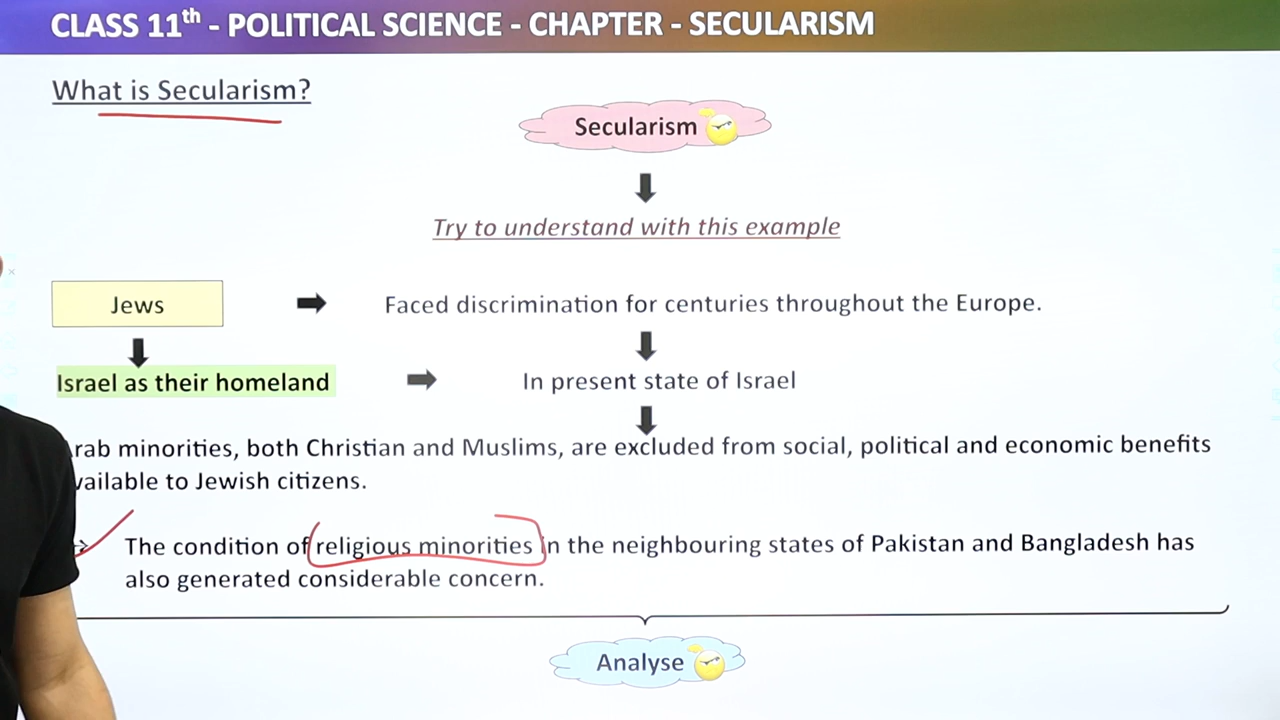 CLASS 11th - POLITICAL SCIENCE - CHAPTER - SECULARISM
What is Secularism?
Secularism
Try to understand with this example
Jews
Faced discrimination for centuries throughout the Europe.
Israel as their homeland
In present state of Israel
rab minorities, both Christian and Muslims, are excluded from social, political and economic benefits
vailable to Jewish citizens.
The condition of religious minorities in the neighbouring states of Pakistan and Bangladesh has
also generated considerable concern.
Analyse